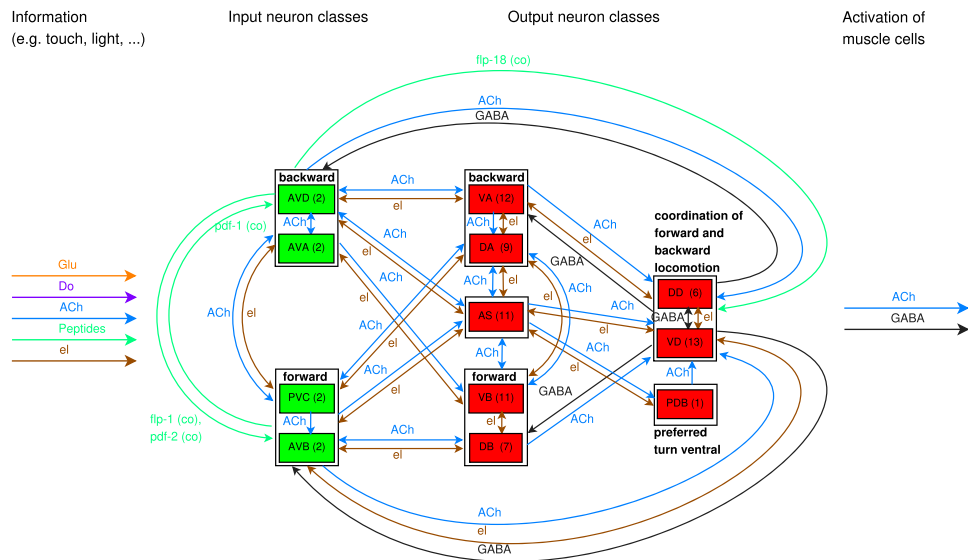 Information
(e.g. touch, light, ...)
Input neuron classes
Output neuron classes
Activation of
muscle cells
flp-18 (co)
ACh
GABA
backward
AVD (2)
ACh
AVA (2)
pdf-1 (co)
ACh
el
backward
VA (12)
ACh
el
DA (9)
ACh
el
ACh
el
ACh
el
ACh
el
ACh
el
GABA
ACh
el
coordination of
forward and
backward
locomotion
DD (6)
GABA
el
VD (13)
ACh
PDB (1)
preferred
turn ventral
Glu
Do
ACh
Peptides
el
ACh
GABA
ACh
el
AS (11)
ACh
el
ACh
el
ACh
el
ACh
forward
PVC (2)
ACh
AVB (2)
flp-1 (co),
pdf-2 (co)
ACh
el
forward
VB (11)
el
DB (7)
GABA
ACh
ACh
el
GABA